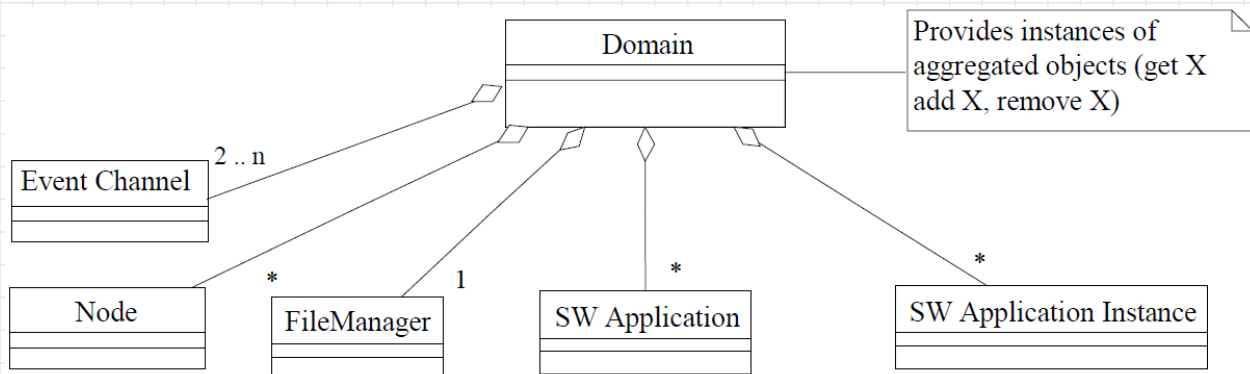 Domain
Provides instances of
aggregated objects (get X
add X, remove X)
2 .. n
Event Channel
*
1
*
*
Node
FileManager
SW Application
SW Application Instance